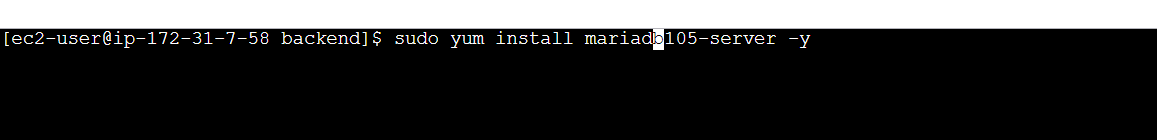 [ec2-user@ip-172-31-7-58 backend]$ sudo yum install mariadb105-server -y